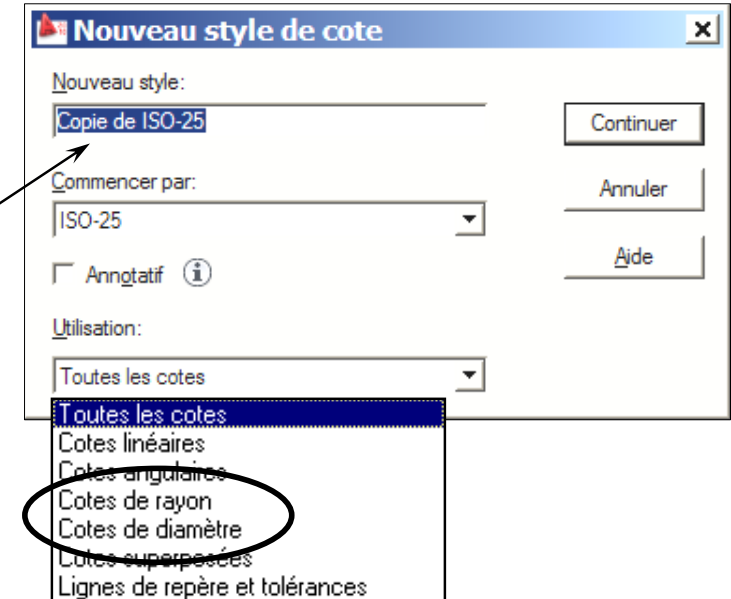 Nouveau style de cote
Nouveau style:
Copie de ISO-25
Continuer
Commencer par:
Annuler
ISO-25
Annotatif
Aide
Utilisation:
Toutes les cotes
Toutes les cotes
Cotes linéaires
Cotes angulaires
Cotes de rayon
Cotes de diamètre
Cotes superposées
Lignes de repère et tolérances